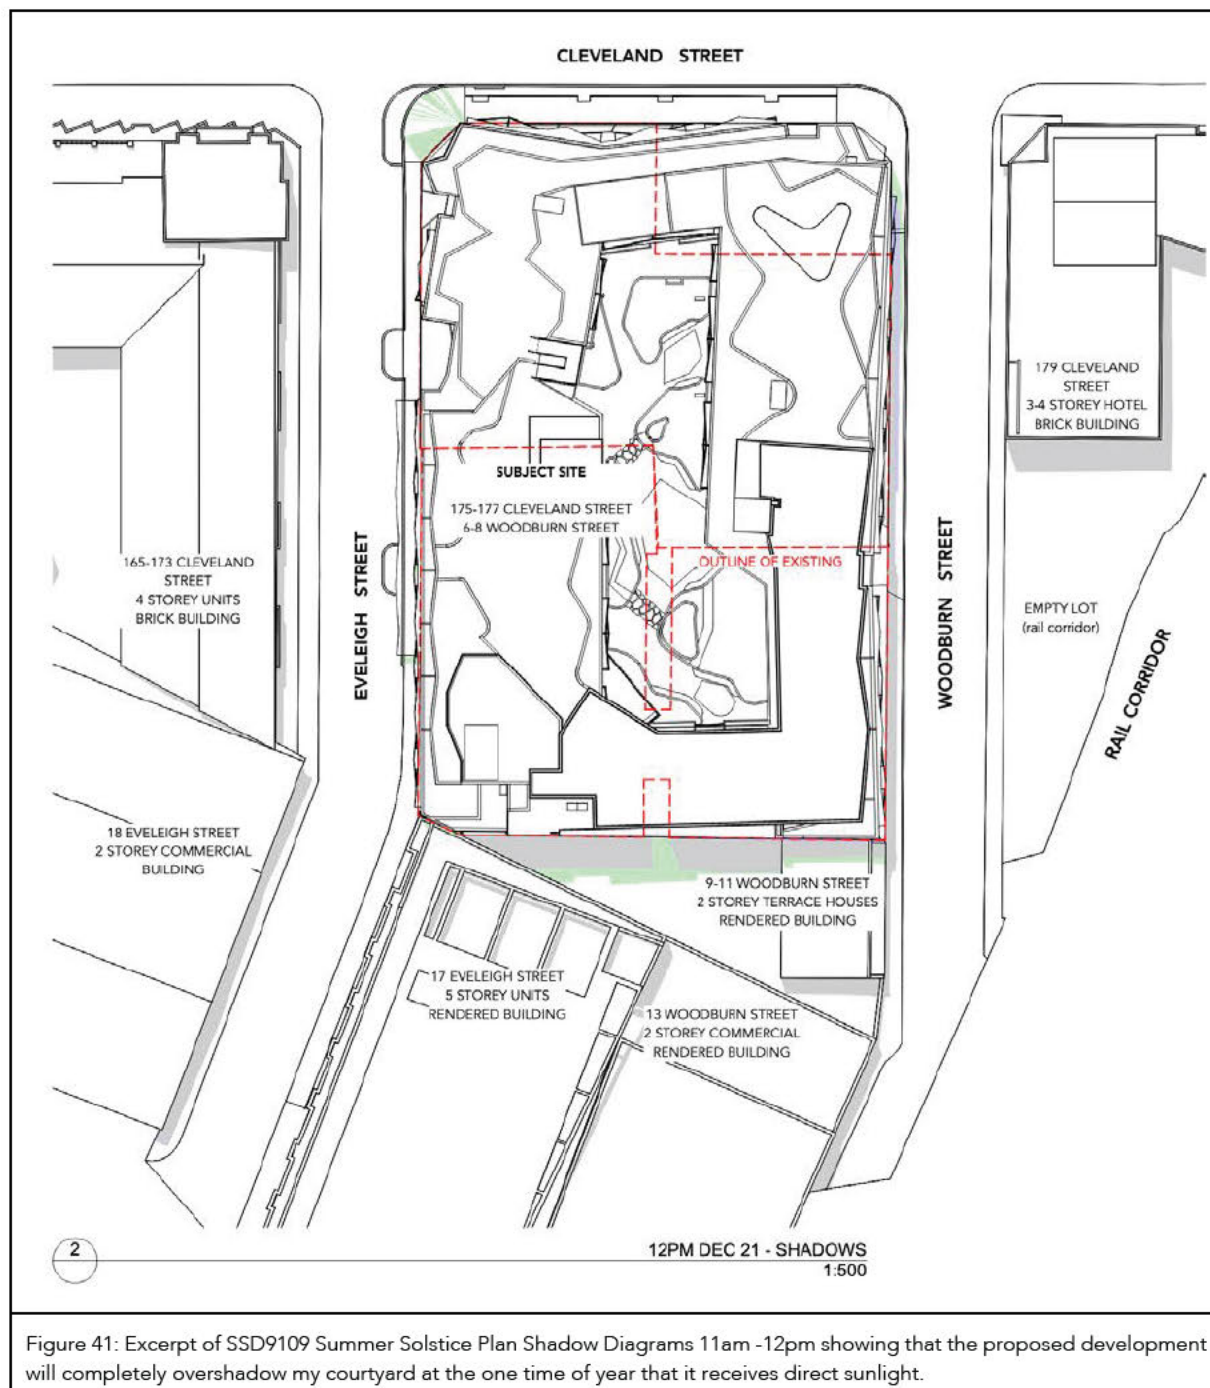 CLEVELAND STREET
179 CLEVELAND
STREET
3-4 STOREY HOTEL
BRICK BUILDING
SUBJECT SITE
175-177 CLEVELAND STREET
6-8 WOODBURN STREET
OUTLINE OF EXISTING
165-173 CLEVELAND
STREET
4 STOREY UNITS
BRICK BUILDING
EVELEIGH STREET
WOODBURN STREET
EMPTY LOT
(rail corridor)
RAIL CORRIDOR
18 EVELEIGH STREET
2 STOREY COMMERCIAL
BUILDING
9-11 WOODBURN STREET
2 STOREY TERRACE HOUSES
RENDERED BUILDING
17 EVELEIGH STREET
5 STOREY UNITS
RENDERED BUILDING
13 WOODBURN STREET
2 STOREY COMMERCIAL
RENDERED BUILDING
2
12PM DEC 21 - SHADOWS
1:500
Figure 41: Excerpt of SSD9109 Summer Solstice Plan Shadow Diagrams 11am -12pm showing that the proposed development
will completely overshadow my courtyard at the one time of year that it receives direct sunlight.